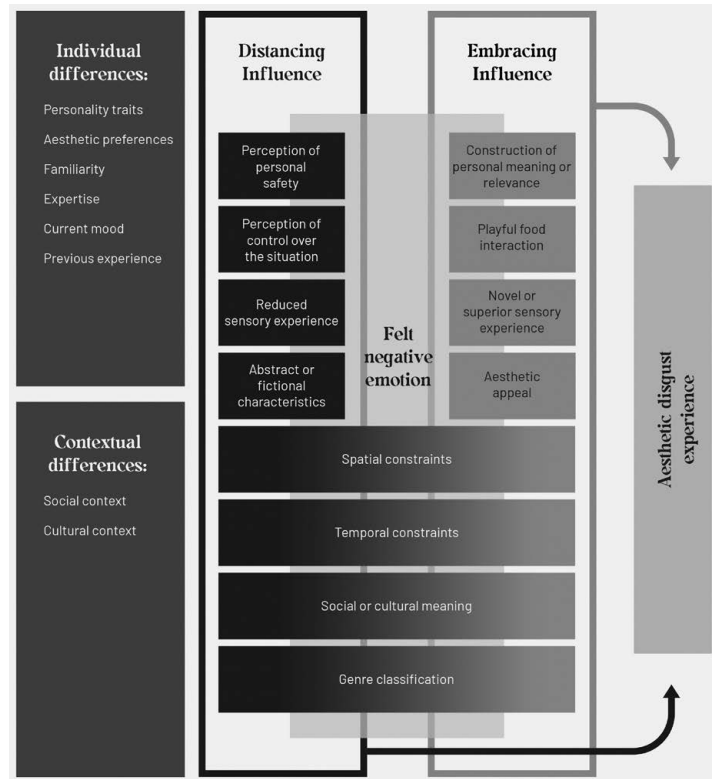 Individual
differences:
Personality traits
Aesthetic preferences
Familiarity
Expertise
Current mood
Previous experience
Contextual
differences:
Social context
Cultural context
Distancing
Influence
Perception of
personal
safety
Perception of
control over
the situation
Reduced
sensory experience
Abstract or
fictional
characteristics
Felt
negative
emotion
Embracing
Influence
Construction of
personal meaning or
relevance
Playful food
interaction
Novel or
superior sensory
experience
Aesthetic
appeal
Spatial constraints
Temporal constraints
Social or cultural meaning
Genre classification
Aesthetic disgust
experience